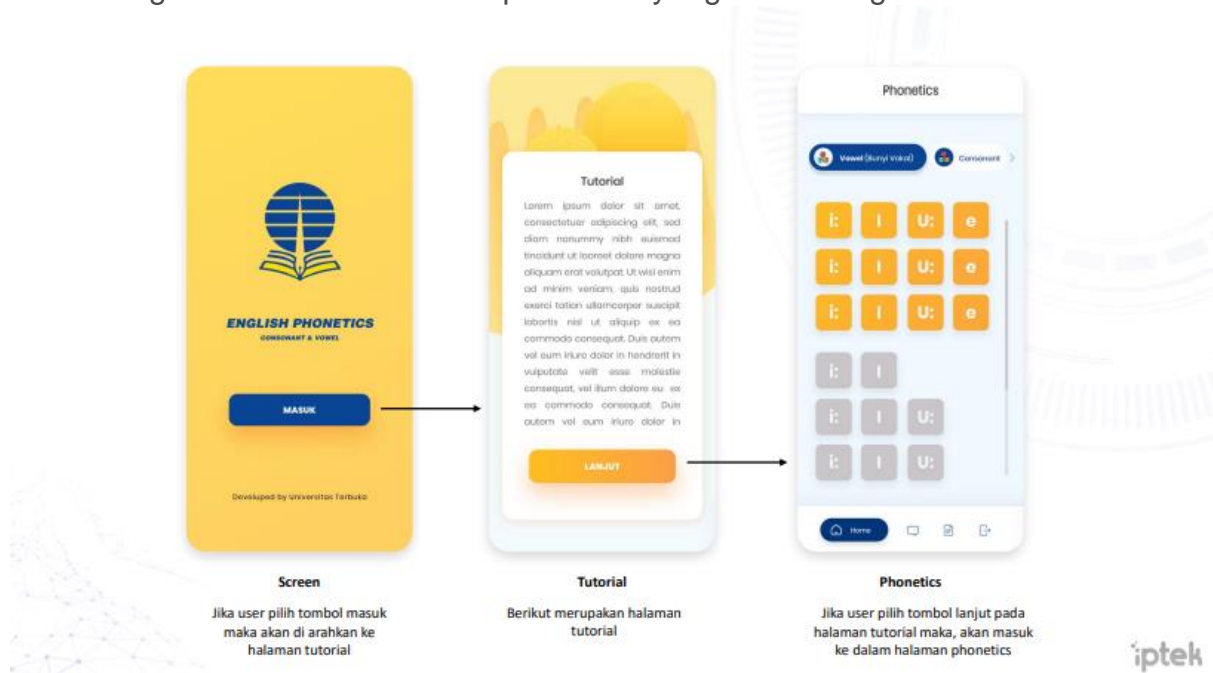 ENGLISH PHONETICS
CONSONANT & VOWEL
MASUK
Developed by Universitas Terbuka
Tutorial
Lorem ipsum dolor sit amet,
consectetuer adipiscing elit, sed
diam nonummy nibh euismod
tincidunt ut laoreet dolore magna
aliquam erat volutpat. Ut wisi enim
ad minim veniam, quis nostrud
exerci tation ullamcorper suscipit
lobortis nisl ut aliquip ex ea
commodo consequat. Duis autem
vel eum iriure dolor in hendrerit in
vulputate velit esse molestie
consequat, vel illum dolore eu ex
ea commodo consequat. Duis
autem vel eum iriure dolor in
LANJUT
Phonetics
Vowel (Bunyi Vokal) Consonant
i: I U: e
i: I U: e
i: I U: e
i: I
i: I U:
i: I U:
Home
Screen
Jika user pilih tombol masuk
maka akan di arahkan ke
halaman tutorial
Tutorial
Berikut merupakan halaman
tutorial
Phonetics
Jika user pilih tombol lanjut pada
halaman tutorial maka, akan masuk
ke dalam halaman phonetics
iptek